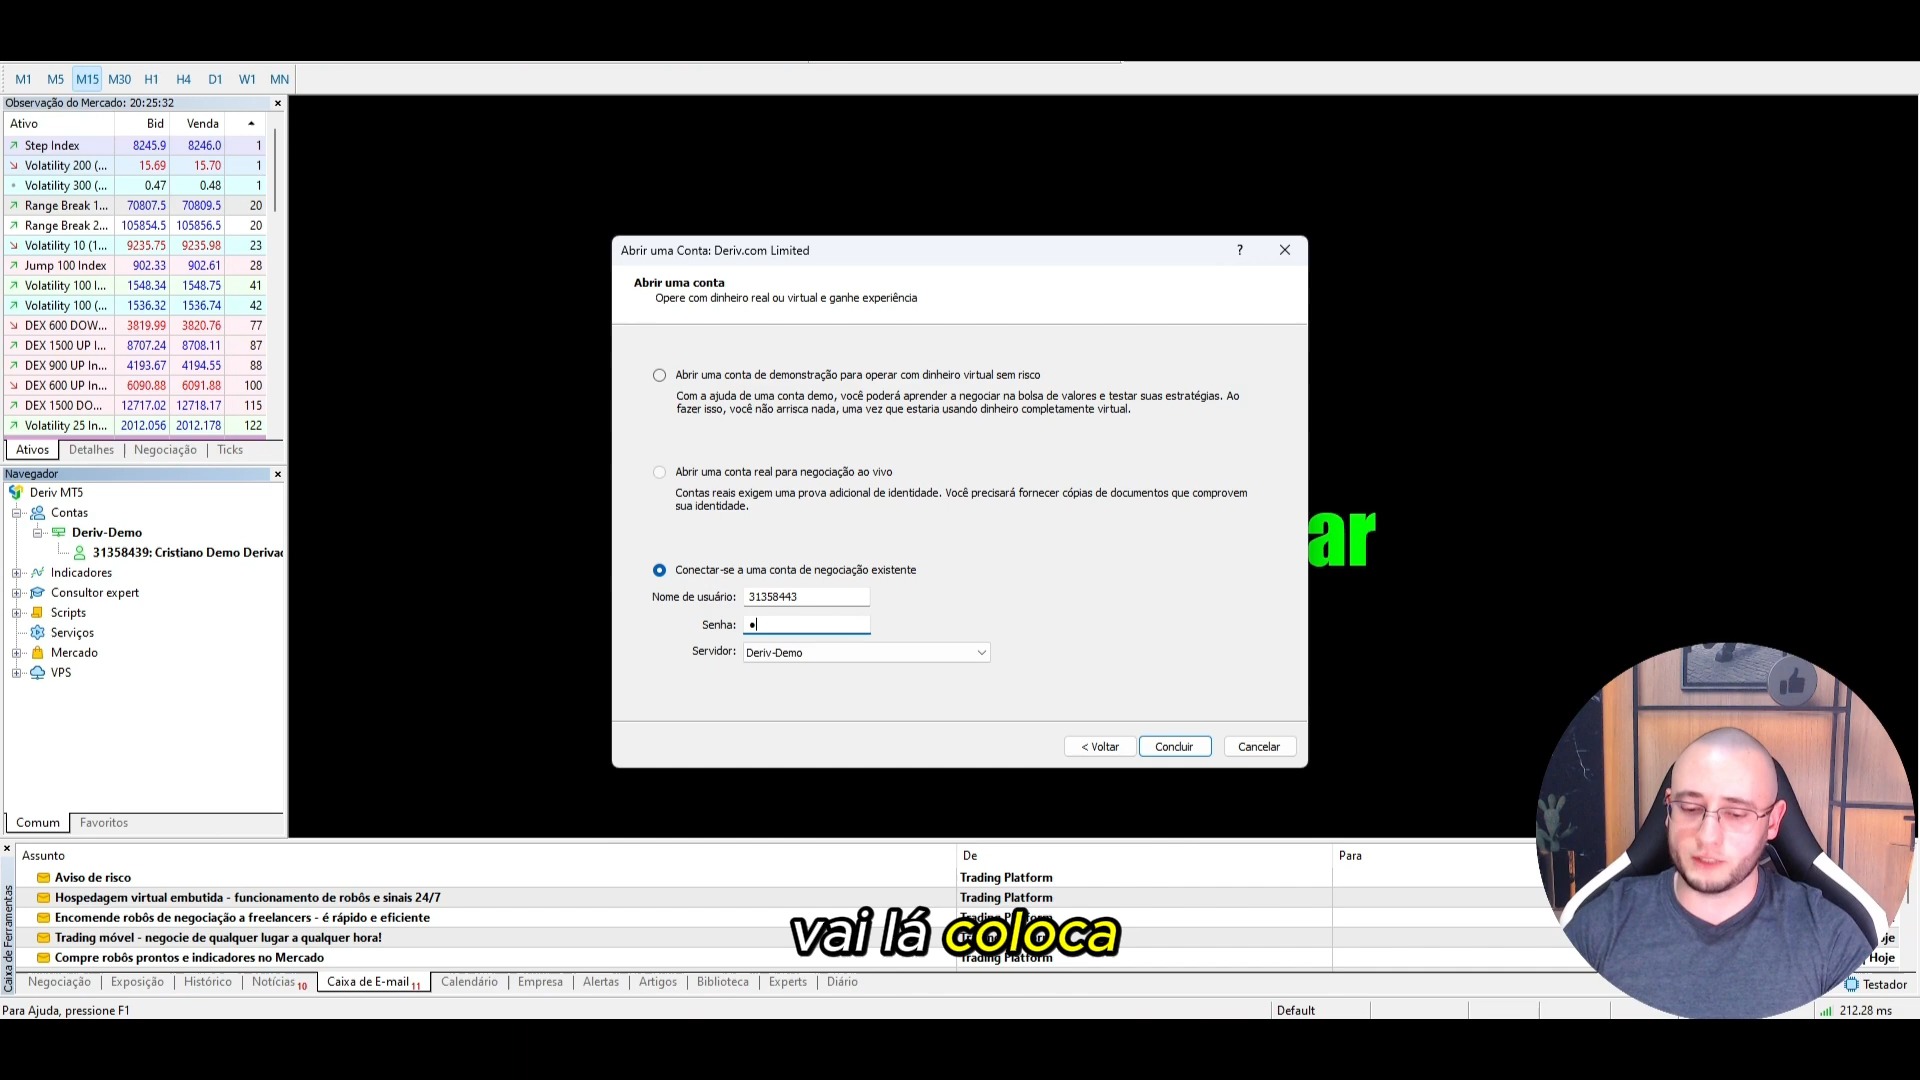 M1 M5 M15 M30 H1 H4 D1 W1 MN
Observação do Mercado: 20:25:32
Ativo Bid Venda
Step Index 8245.9 8246.0 1
Volatility 200 (... 15.69 15.70 1
Volatility 300 (... 0.47 0.48 1
Range Break 1... 70807.5 70809.5 20
Range Break 2... 105854.5 105856.5 20
Volatility 10 (1... 9235.75 9235.98 23
Jump 100 Index 902.33 902.61 28
Volatility 100 I... 1548.34 1548.75 41
Volatility 100 (... 1536.32 1536.74 42
DEX 600 DOW... 3819.99 3820.76 77
DEX 1500 UP I... 8707.24 8708.11 87
DEX 900 UP In... 4193.67 4194.55 88
DEX 600 UP In... 6090.88 6091.88 100
DEX 1500 DO... 12717.02 12718.17 115
Volatility 25 In... 2012.056 2012.178 122
Ativos Detalhes Negociação Ticks
Navegador
Deriv MT5
Contas
Deriv-Demo
31358439: Cristiano Demo Derivac
Indicadores
Consultor expert
Scripts
Serviços
Mercado
VPS
Comum Favoritos
Abrir uma Conta: Deriv.com Limited ?
Abrir uma conta
Opere com dinheiro real ou virtual e ganhe experiência
Abrir uma conta de demonstração para operar com dinheiro virtual sem risco
Com a ajuda de uma conta demo, você poderá aprender a negociar na bolsa de valores e testar suas estratégias. Ao
fazer isso, você não arrisca nada, uma vez que estaria usando dinheiro completamente virtual.
Abrir uma conta real para negociação ao vivo
Contas reais exigem uma prova adicional de identidade. Você precisará fornecer cópias de documentos que comprovem
sua identidade.
Conectar-se a uma conta de negociação existente
Nome de usuário: 31358443
Senha: ●
Servidor: Deriv-Demo
< Voltar Concluir Cancelar
ar
Assunto De Para
Aviso de risco Trading Platform
Hospedagem virtual embutida - funcionamento de robôs e sinais 24/7 Trading Platform
Encomende robôs de negociação a freelancers - é rápido e eficiente Trading Platform
Trading móvel - negocie de qualquer lugar a qualquer hora!
Compre robôs prontos e indicadores no Mercado Trading Platform Hoje
vai lá coloca
Caixa de Ferramentas
Negociação Exposição Histórico Notícias 10 Caixa de E-mail 11 Calendário Empresa Alertas Artigos Biblioteca Experts Diário Testador
Para Ajuda, pressione F1 Default 212.28 ms